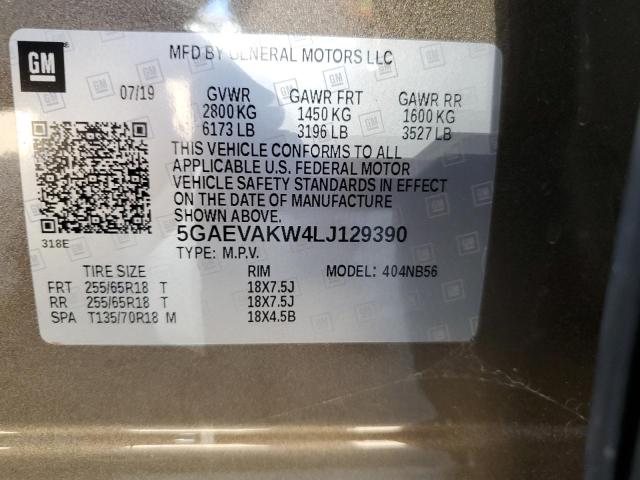 GM
MFD BY GENERAL MOTORS LLC
07/19 GVWR GAWR FRT GAWR RR
2800 KG 1450 KG 1600 KG
6173 LB 3196 LB 3527 LB
THIS VEHICLE CONFORMS TO ALL
APPLICABLE U.S. FEDERAL MOTOR
VEHICLE SAFETY STANDARDS IN EFFECT
ON THE DATE OF MANUFACTURE
SHOWN ABOVE.
318E
5GAEVAKW4LJ129390
TYPE: M.P.V.
TIRE SIZE RIM MODEL: 404NB56
FRT 255/65R18 T 18X7.5J
RR 255/65R18 T 18X7.5J
SPA T135/70R18 M 18X4.5B